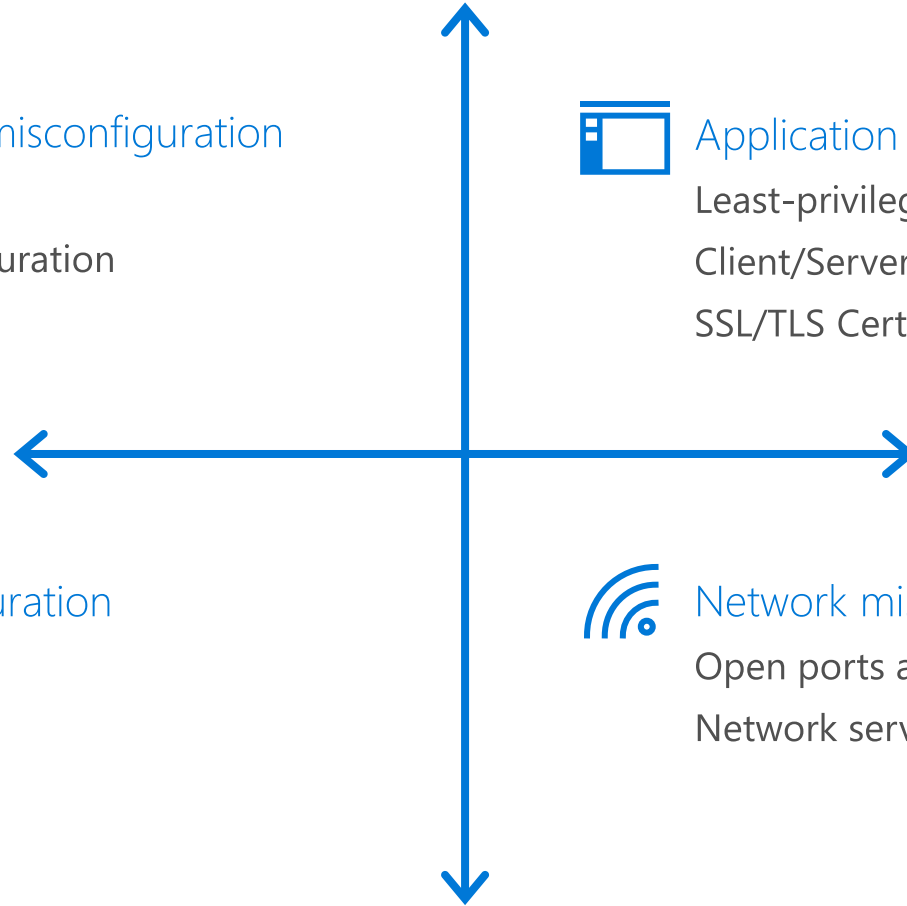 misconfiguration
uration
Application
Least-privileg
Client/Server
SSL/TLS Cert
uration
Network mi
Open ports a
Network serv